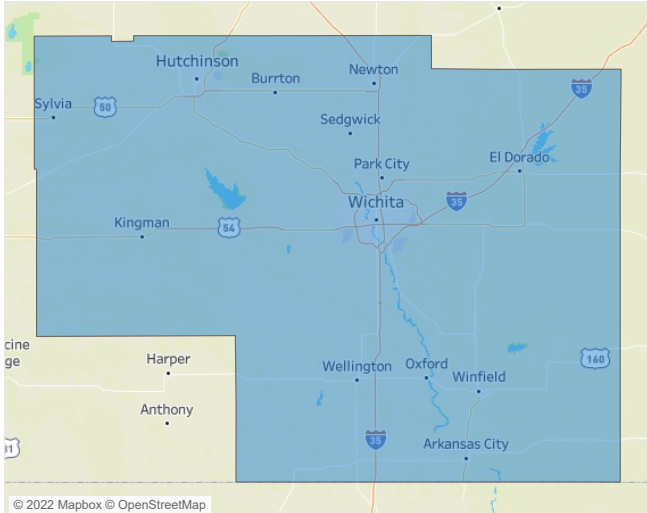 Hutchinson
Newton
Burrton
35
Sylvia
50
Sedgwick
Park City
El Dorado
Wichita
35
Kingman
54
cine
ge
Harper
Wellington
Oxford
Winfield
160
Anthony
35
Arkansas City
© 2022 Mapbox © OpenStreetMap